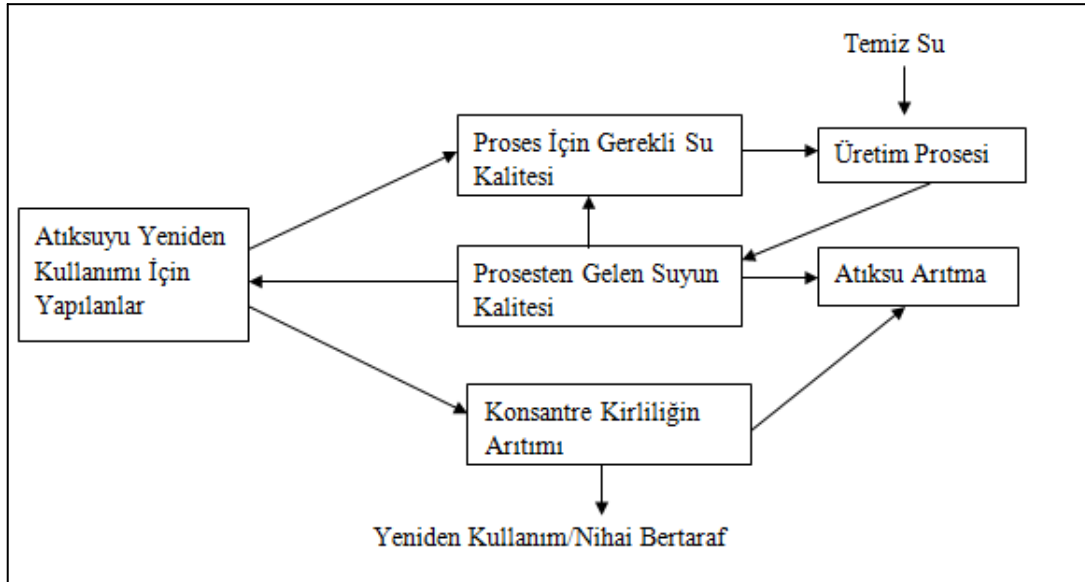 Temiz Su
Proses İçin Gerekli Su
Kalitesi
Üretim Prosesi
Atıksuyu Yeniden
Kullanımı İçin
Yapılanlar
Prosesten Gelen Suyun
Kalitesi
Atıksu Arıtma
Konsantre Kirliliğin
Arıtımı
Yeniden Kullanım/Nihai Bertaraf